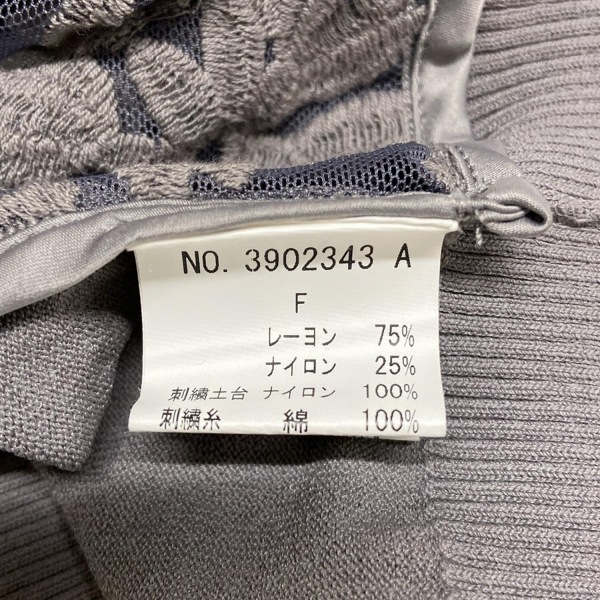 NO. 3902343 A
F
レーヨン 75%
ナイロン 25%
刺繍土台 ナイロン 100%
刺繍糸 綿 100%